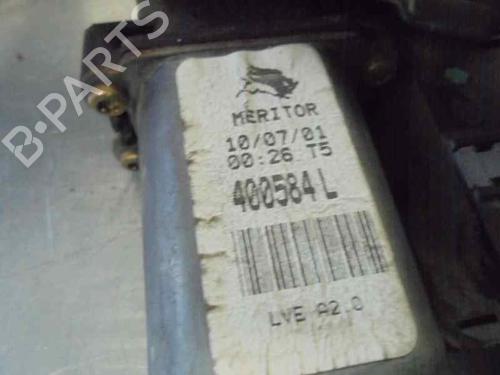 B-PARTS
MERITOR
10/07/01
00:26 T5
400584 L
LVE A2.0